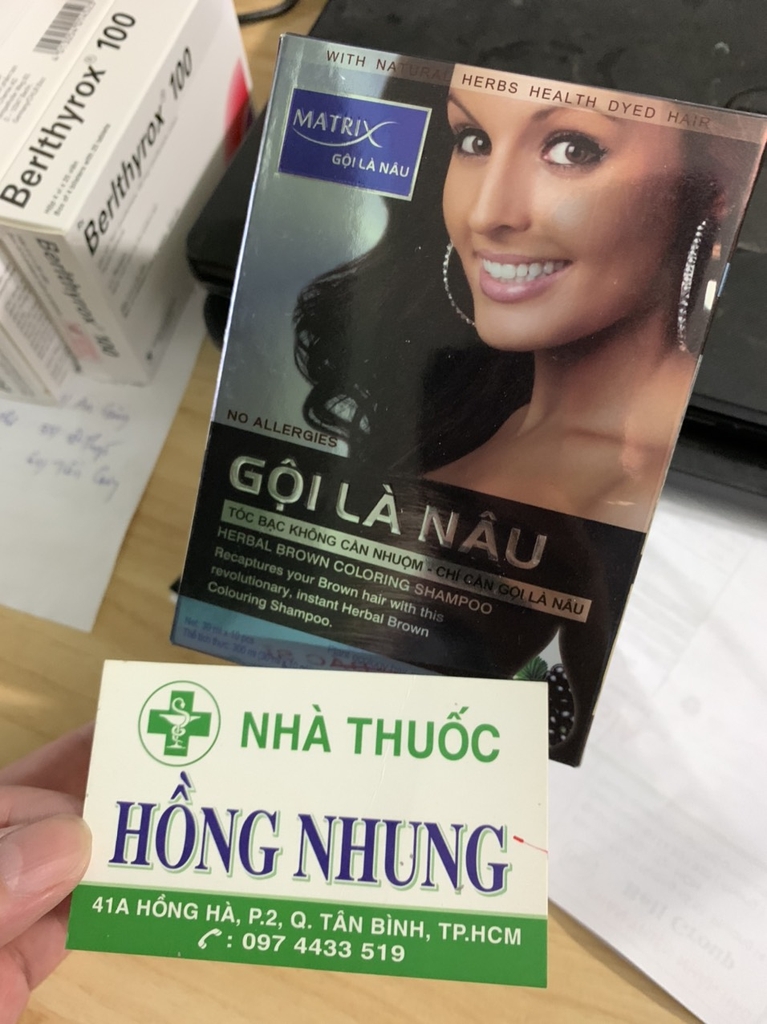 Berlthyrox® 100
Berlthyrox® 100
Berlthyrox® 100
WITH NATURAL HERBS HEALTH DYED HAIR
MATRIX
GỘI LÀ NÂU
NO ALLERGIES
GỘI LÀ NÂU
TÓC BẠC KHÔNG CẦN NHUỘM - CHỈ CẦN GỘI LÀ NÂU
HERBAL BROWN COLORING SHAMPOO
Recaptures your Brown hair with this
revolutionary, instant Herbal Brown
Colouring Shampoo.
NHÀ THUỐC
HỒNG NHUNG
41A HỒNG HÀ, P.2, Q. TÂN BÌNH, TP.HCM
: 097 4433 519